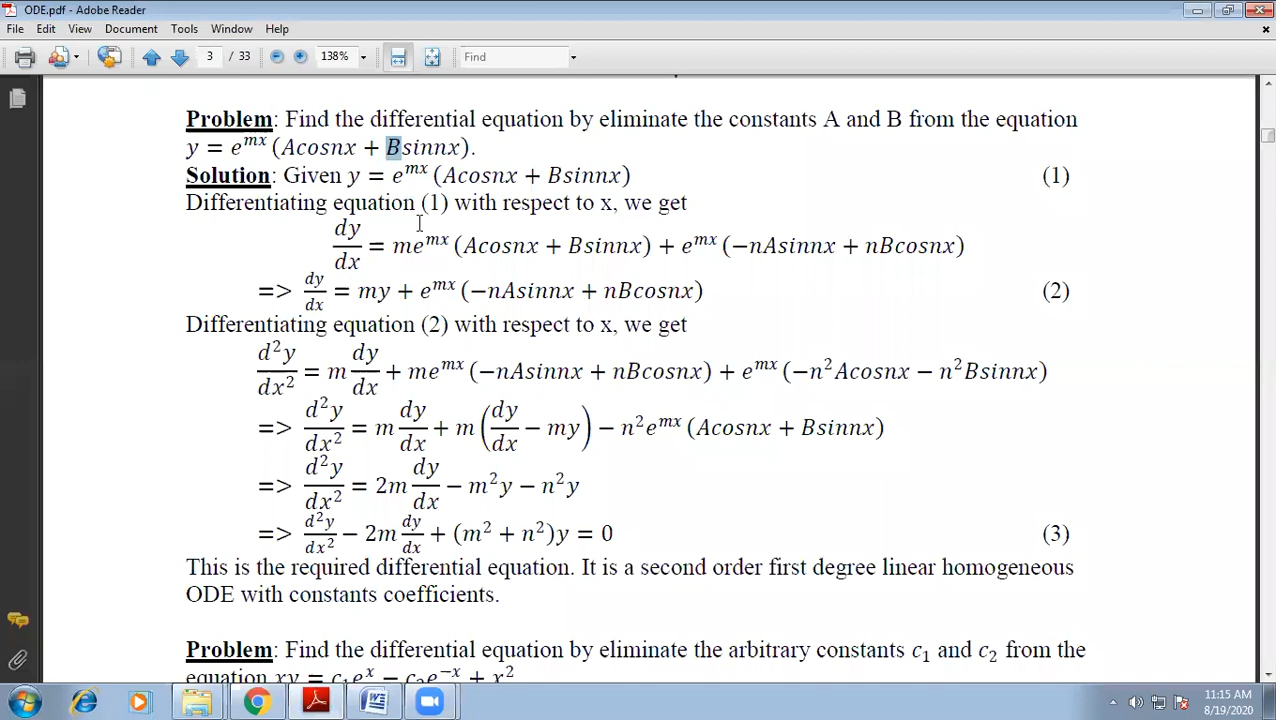 ODE.pdf - Adobe Reader
File Edit View Document Tools Window Help
3 / 33 138% Find
Problem: Find the differential equation by eliminate the constants A and B from the equation
y = e^{mx}(Acosnx + Bsinnx).
Solution: Given y = e^{mx}(Acosnx + Bsinnx) (1)
Differentiating equation (1) with respect to x, we get
dy/dx = me^{mx}(Acosnx + Bsinnx) + e^{mx}(−nAsinnx + nBcosnx)
=> dy/dx = my + e^{mx}(−nAsinnx + nBcosnx) (2)
Differentiating equation (2) with respect to x, we get
d²y/dx² = m dy/dx + me^{mx}(−nAsinnx + nBcosnx) + e^{mx}(−n²Acosnx − n²Bsinnx)
=> d²y/dx² = m dy/dx + m(dy/dx − my) − n²e^{mx}(Acosnx + Bsinnx)
=> d²y/dx² = 2m dy/dx − m²y − n²y
=> d²y/dx² − 2m dy/dx + (m² + n²)y = 0 (3)
This is the required differential equation. It is a second order first degree linear homogeneous
ODE with constants coefficients.
Problem: Find the differential equation by eliminate the arbitrary constants c₁ and c₂ from the
equation xy = c₁eˣ − c₂e⁻ˣ + x²
11:15 AM
8/19/2020